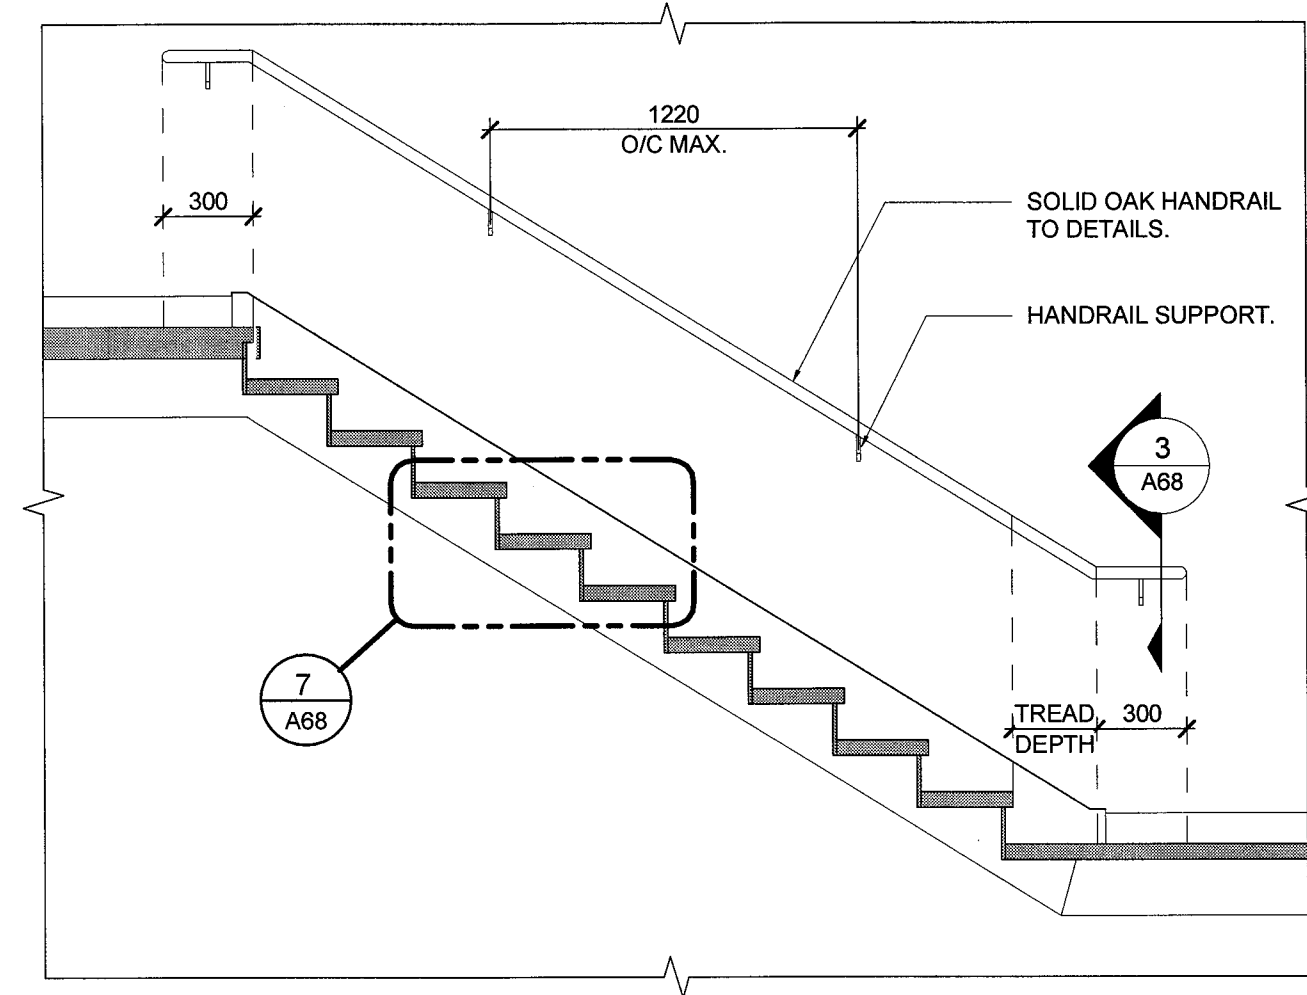 1220
O/C MAX.
300
SOLID OAK HANDRAIL
TO DETAILS.
HANDRAIL SUPPORT.
3
A68
7
A68
TREAD
DEPTH
300